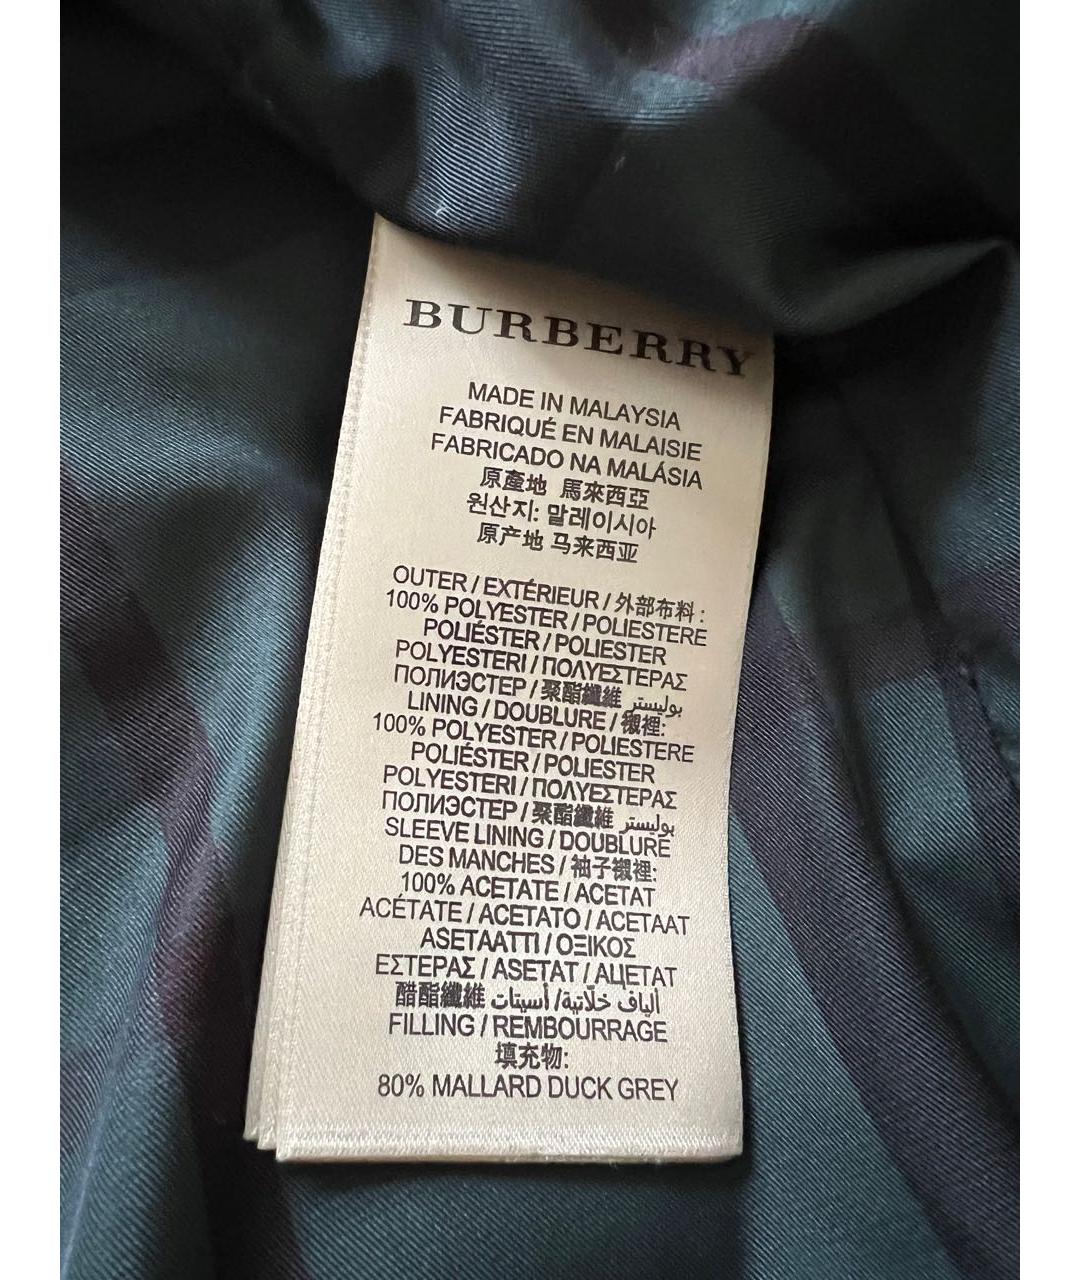 BURBERRY
MADE IN MALAYSIA
FABRIQUÉ EN MALAISIE
FABRICADO NA MALÁSIA
原產地 馬來西亞
원산지: 말레이시아
原产地 马来西亚
OUTER / EXTÉRIEUR / 外部布料 :
100% POLYESTER / POLIESTERE
POLIÉSTER / POLIESTER
POLYESTERI / ΠΟΛΥΕΣΤΕΡΑΣ
ПОЛИЭСТЕР / 聚酯纖維 بوليستر
LINING / DOUBLURE / 襯裡:
100% POLYESTER / POLIESTERE
POLIÉSTER / POLIESTER
POLYESTERI / ΠΟΛΥΕΣΤΕΡΑΣ
ПОЛИЭСТЕР / 聚酯纖維 بوليستر
SLEEVE LINING / DOUBLURE
DES MANCHES / 袖子襯裡:
100% ACETATE / ACETAT
ACÉTATE / ACETATO / ACETAAT
ASETAATTI / ΟΞΙΚΟΣ
ΕΣΤΕΡΑΣ / ASETAT / АЦЕТАТ
醋酯纖維 ألياف خلّاتية/ أسيتات
FILLING / REMBOURRAGE
填充物:
80% MALLARD DUCK GREY